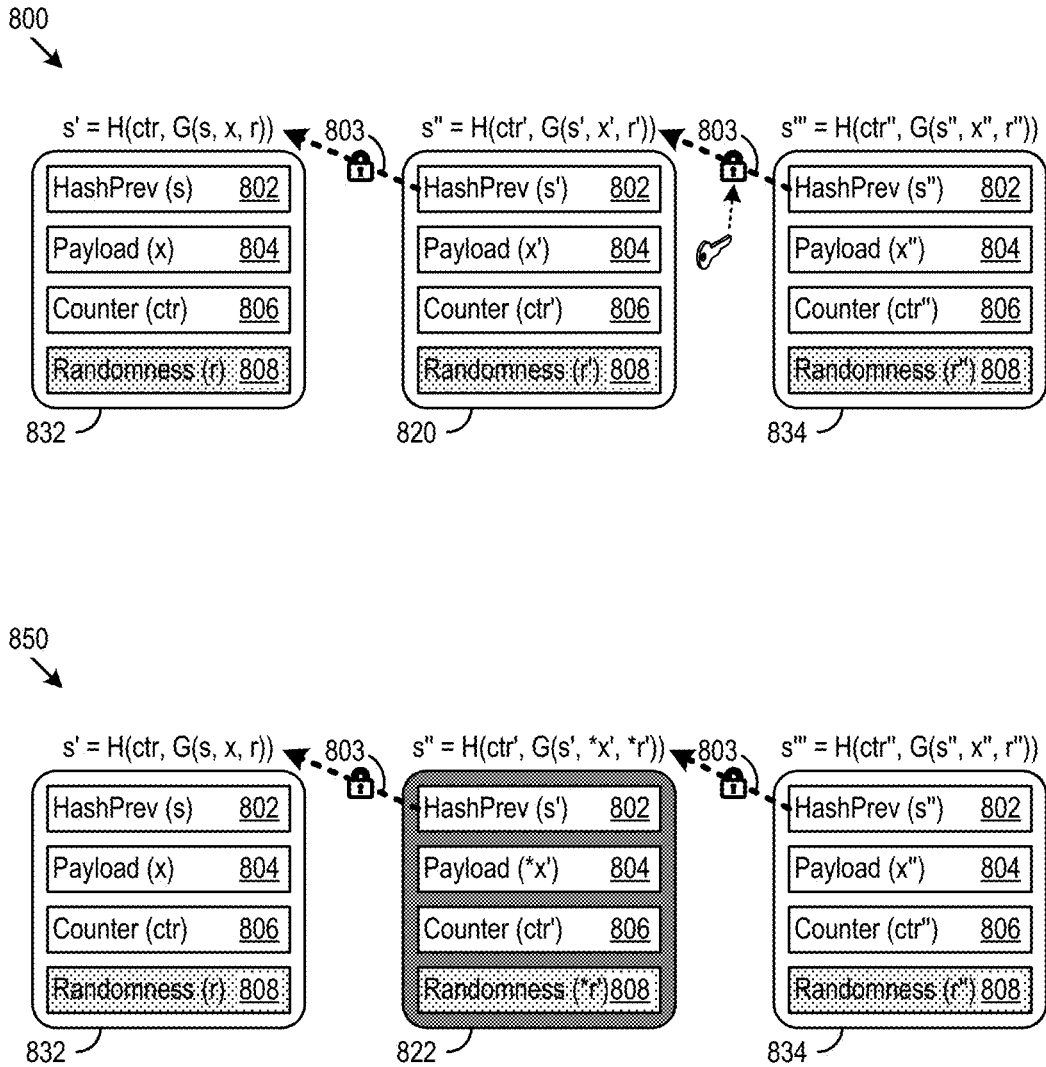 800
s' = H(ctr, G(s, x, r))
803
s" = H(ctr', G(s', x', r'))
803
s"' = H(ctr", G(s", x", r"))
HashPrev (s) 802
HashPrev (s') 802
HashPrev (s") 802
Payload (x) 804
Payload (x') 804
Payload (x") 804
Counter (ctr) 806
Counter (ctr') 806
Counter (ctr") 806
Randomness (r) 808
Randomness (r') 808
Randomness (r") 808
832
820
834
850
s' = H(ctr, G(s, x, r))
803
s" = H(ctr', G(s', *x', *r'))
803
s"' = H(ctr", G(s", x", r"))
HashPrev (s) 802
HashPrev (s') 802
HashPrev (s") 802
Payload (x) 804
Payload (*x') 804
Payload (x") 804
Counter (ctr) 806
Counter (ctr') 806
Counter (ctr") 806
Randomness (r) 808
Randomness (*r') 808
Randomness (r") 808
832
822
834